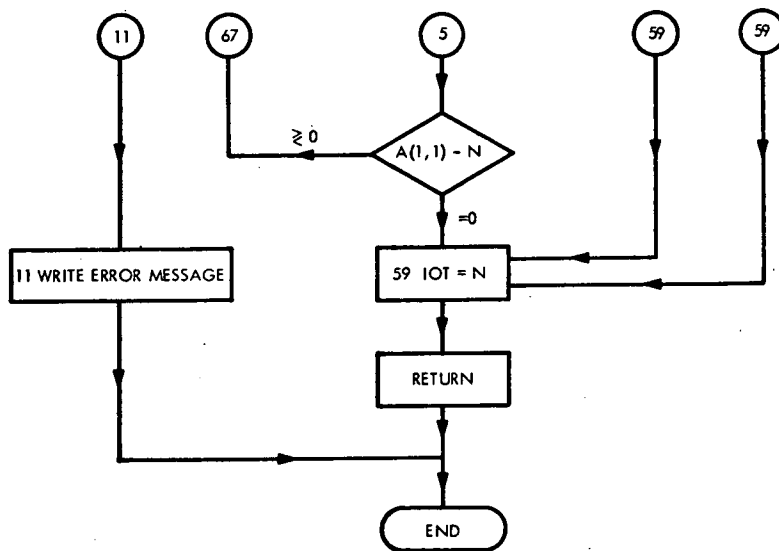 11
67
5
59
59
≷ 0
A(1,1) - N
=0
11 WRITE ERROR MESSAGE
59 IOT = N
RETURN
END